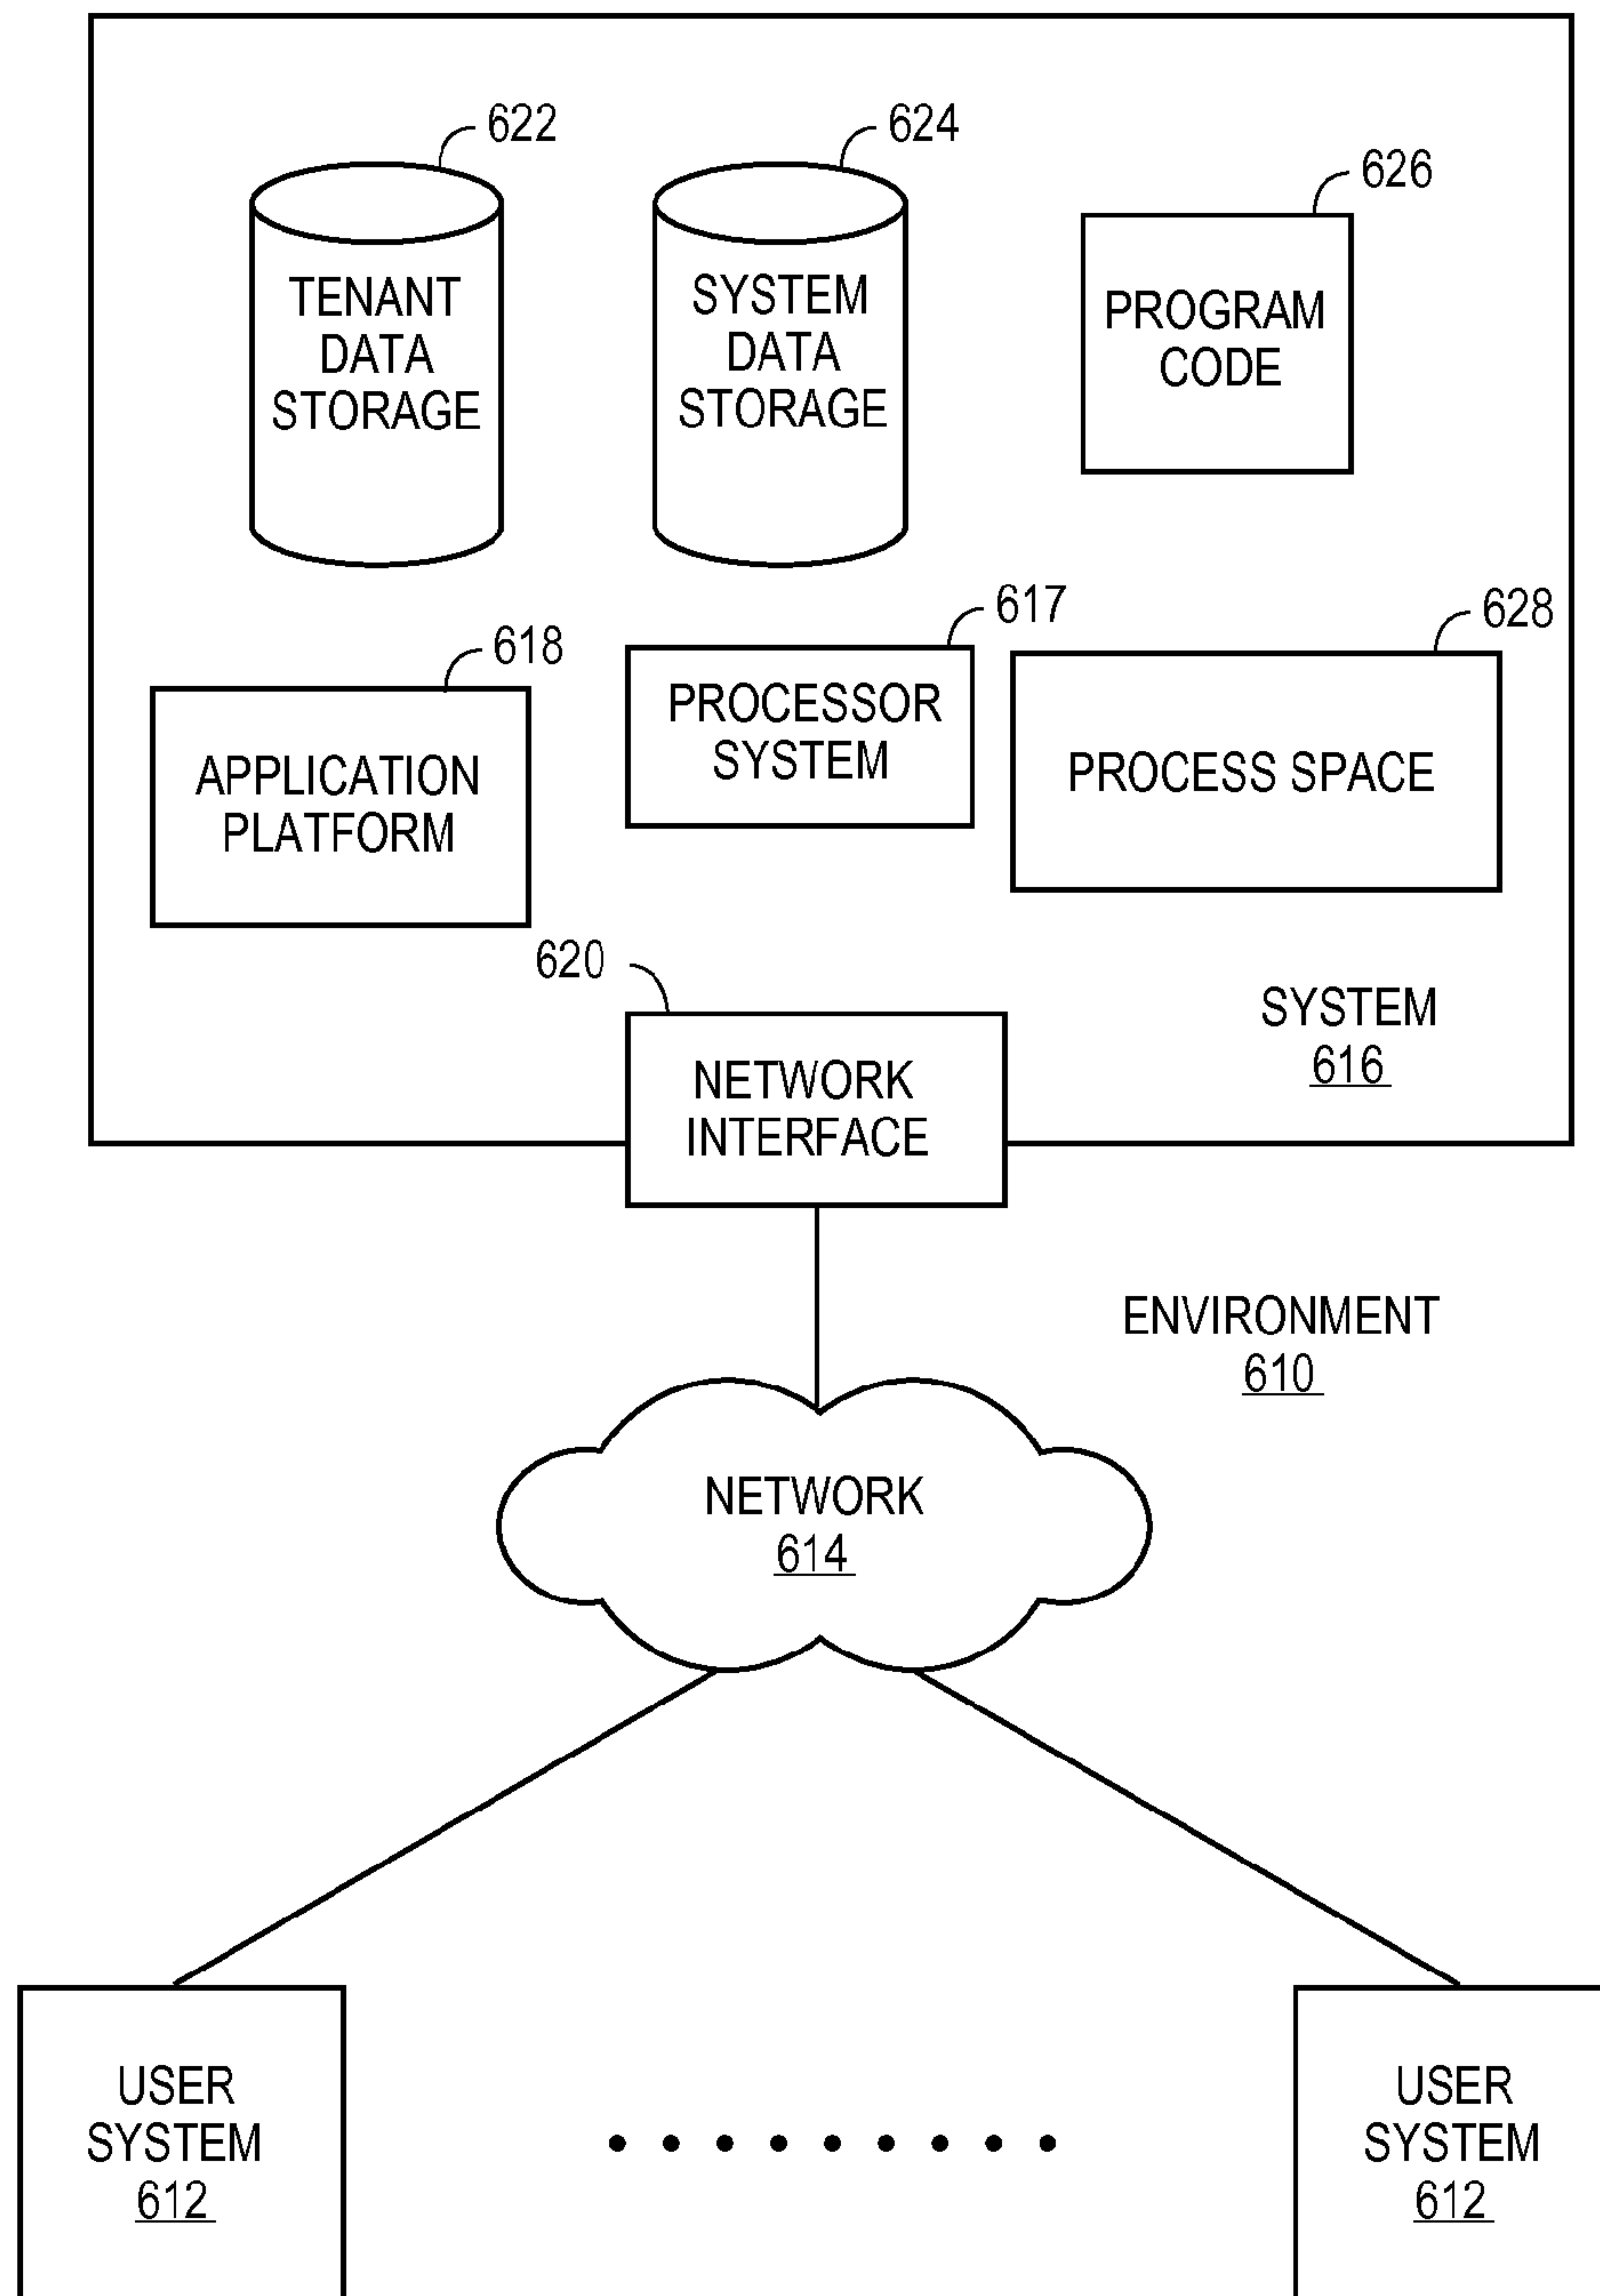 622
624
626
TENANT
DATA
STORAGE
SYSTEM
DATA
STORAGE
PROGRAM
CODE
618
617
628
APPLICATION
PLATFORM
PROCESSOR
SYSTEM
PROCESS SPACE
620
SYSTEM
616
NETWORK
INTERFACE
ENVIRONMENT
610
NETWORK
614
USER
SYSTEM
612
USER
SYSTEM
612